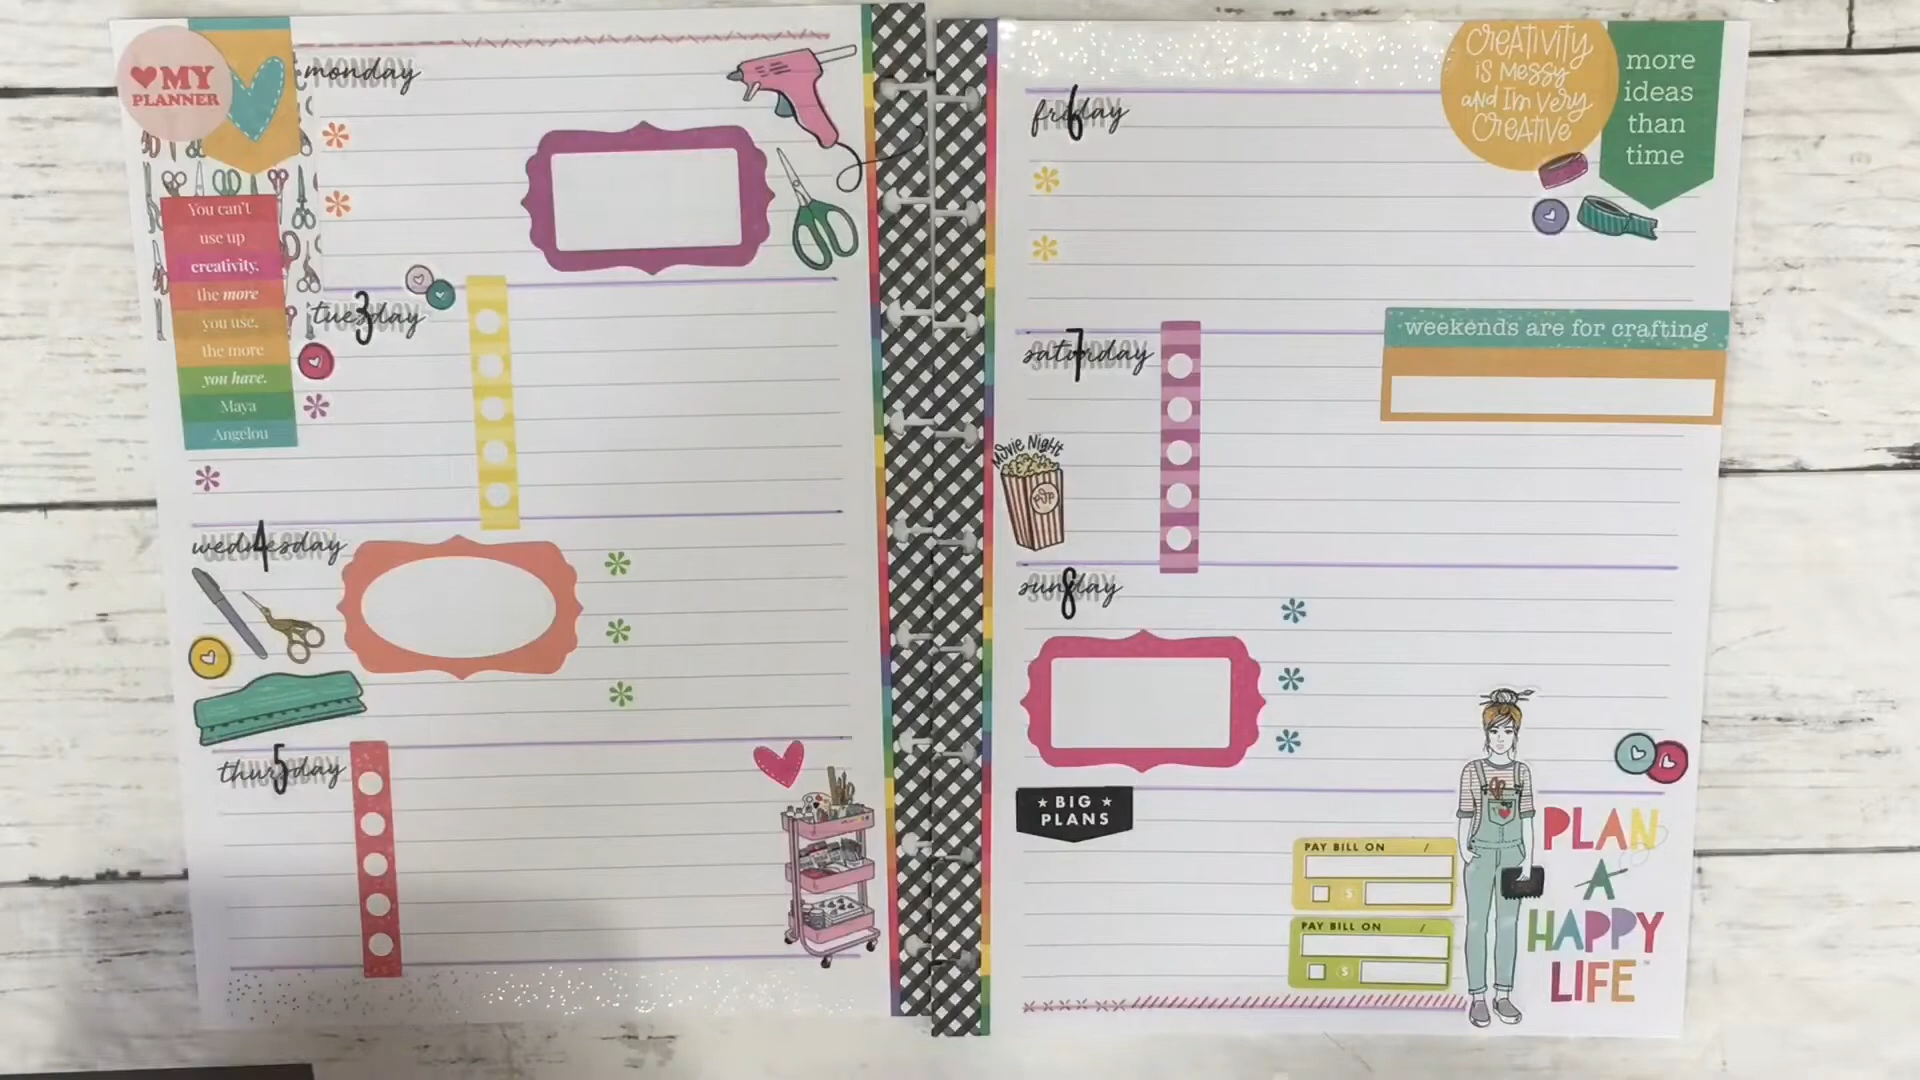 MY
PLANNER
monday
You can't
use up
creativity.
the more
you use,
the more
you have.
Maya
Angelou
tuesday
3
wednesday
4
thursday
5
friday
6
CREATIVITY
is messy
and I'm very
CREATIVE
more
ideas
than
time
saturday
7
weekends are for crafting
Movie Night
POP
sunday
8
BIG
PLANS
PAY BILL ON /
$
PAY BILL ON /
$
PLAN
A
HAPPY
LIFE